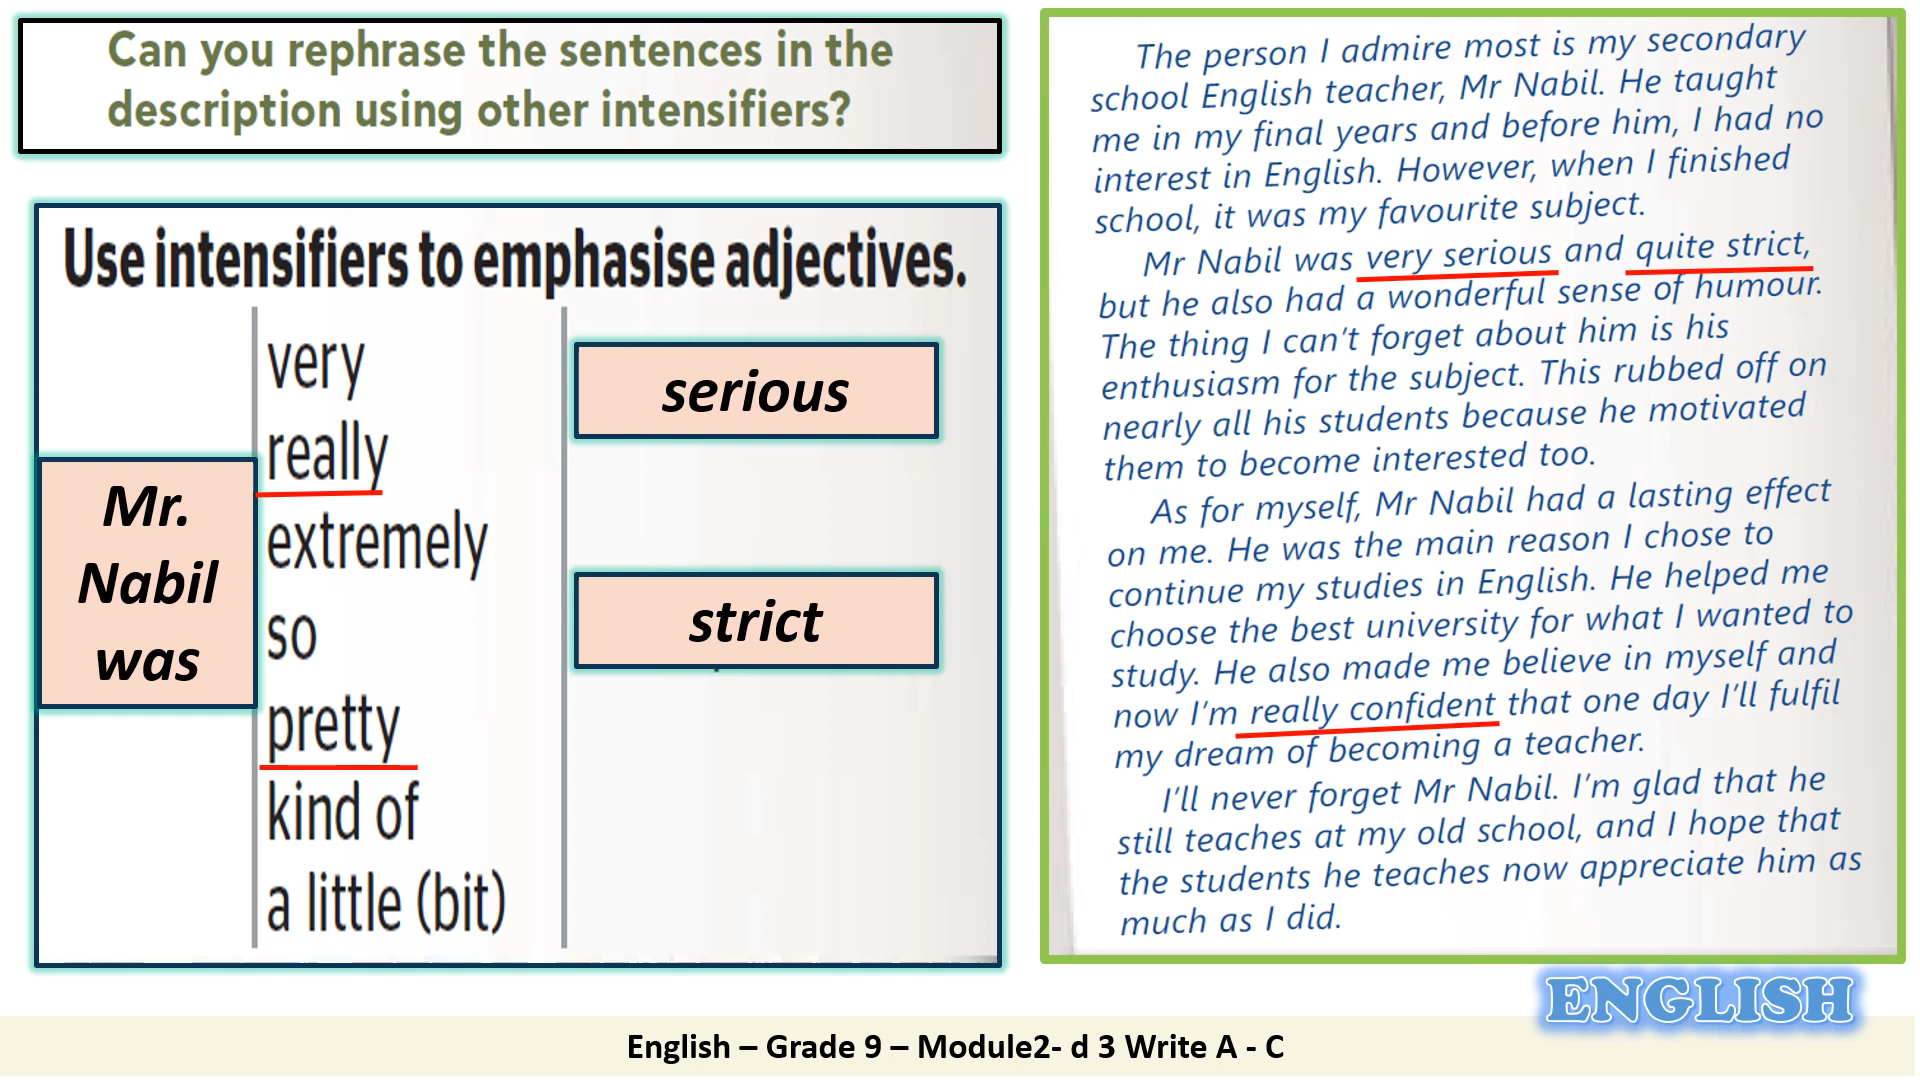 Can you rephrase the sentences in the
description using other intensifiers?
Use intensifiers to emphasise adjectives.
Mr.
Nabil
was
very
really
extremely
so
pretty
kind of
a little (bit)
serious
strict
The person I admire most is my secondary
school English teacher, Mr Nabil. He taught
me in my final years and before him, I had no
interest in English. However, when I finished
school, it was my favourite subject.
Mr Nabil was very serious and quite strict,
but he also had a wonderful sense of humour.
The thing I can't forget about him is his
enthusiasm for the subject. This rubbed off on
nearly all his students because he motivated
them to become interested too.
As for myself, Mr Nabil had a lasting effect
on me. He was the main reason I chose to
continue my studies in English. He helped me
choose the best university for what I wanted to
study. He also made me believe in myself and
now I'm really confident that one day I'll fulfil
my dream of becoming a teacher.
I'll never forget Mr Nabil. I'm glad that he
still teaches at my old school, and I hope that
the students he teaches now appreciate him as
much as I did.
ENGLISH
English – Grade 9 – Module2- d 3 Write A - C